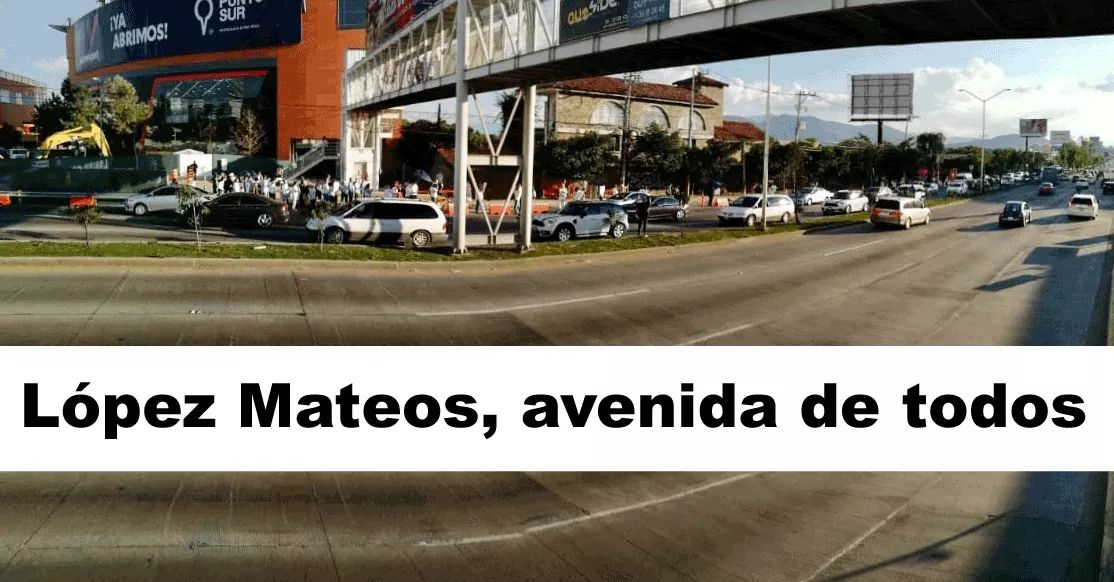 ¡YA
ABRIMOS!
PUNTO
SUR
López Mateos, avenida de todos